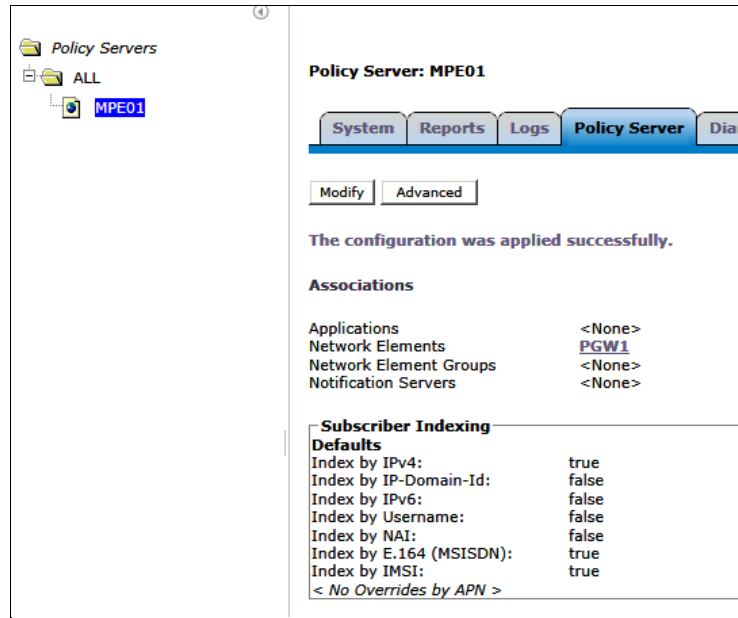 Policy Servers
ALL
MPE01
Policy Server: MPE01
System Reports Logs Policy Server Dia
Modify Advanced
The configuration was applied successfully.
Associations
Applications <None>
Network Elements PGW1
Network Element Groups <None>
Notification Servers <None>
Subscriber Indexing
Defaults
Index by IPv4: true
Index by IP-Domain-Id: false
Index by IPv6: false
Index by Username: false
Index by NAI: false
Index by E.164 (MSISDN): true
Index by IMSI: true
< No Overrides by APN >